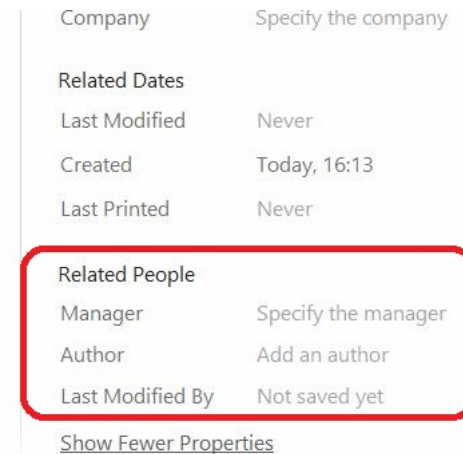 Company Specify the company
Related Dates
Last Modified Never
Created Today, 16:13
Last Printed Never
Related People
Manager Specify the manager
Author Add an author
Last Modified By Not saved yet
Show Fewer Properties